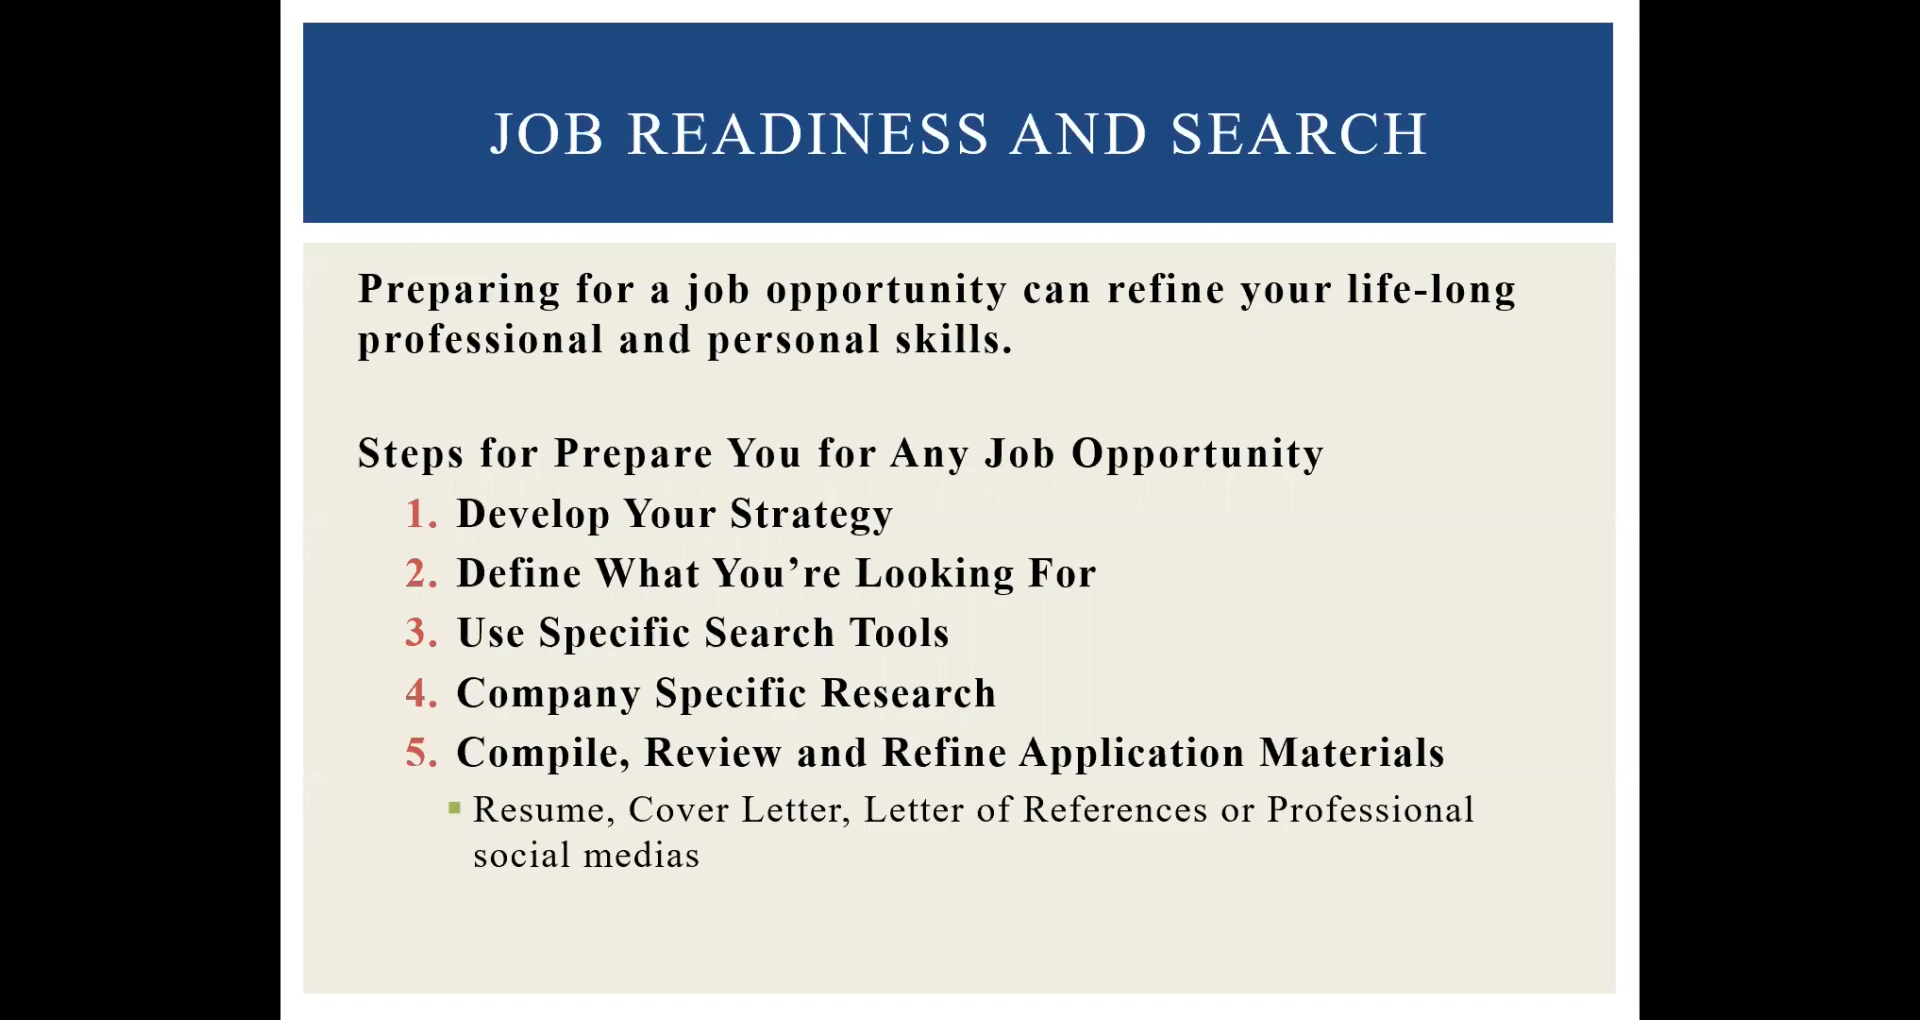 JOB READINESS AND SEARCH
Preparing for a job opportunity can refine your life-long
professional and personal skills.
Steps for Prepare You for Any Job Opportunity
1. Develop Your Strategy
2. Define What You’re Looking For
3. Use Specific Search Tools
4. Company Specific Research
5. Compile, Review and Refine Application Materials
▪ Resume, Cover Letter, Letter of References or Professional
social medias